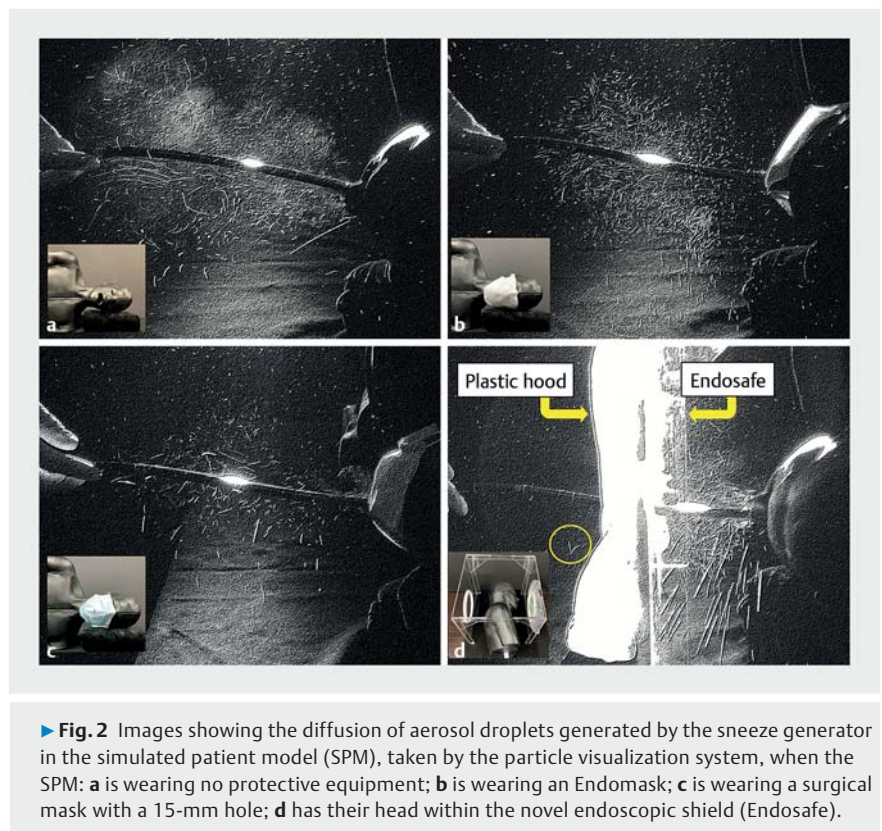 a
b
Plastic hood
Endosafe
c
d
▶Fig. 2 Images showing the diffusion of aerosol droplets generated by the sneeze generator
in the simulated patient model (SPM), taken by the particle visualization system, when the
SPM: a is wearing no protective equipment; b is wearing an Endomask; c is wearing a surgical
mask with a 15-mm hole; d has their head within the novel endoscopic shield (Endosafe).